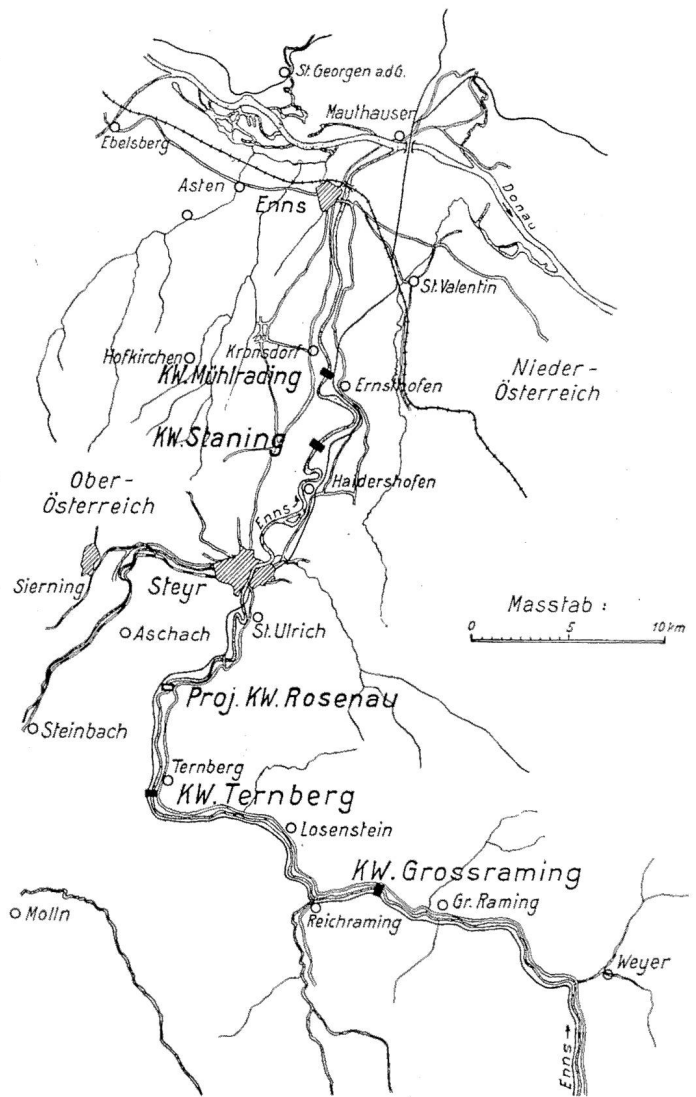 St. Georgen a.d.G.
Mauthausen
Ebelsberg
Asten
Enns
Donau
St. Valentin
Hofkirchen
Kronsdorf
KW. Mühlrading
Ernsthofen
Nieder-
Österreich
KW. Staning
Ober-
Österreich
Haidershofen
Enns
Sierning
Steyr
Masstab :
0 5 10 km
Aschach
St. Ulrich
Proj. KW. Rosenau
Steinbach
Ternberg
KW. Ternberg
Losenstein
KW. Grossraming
Gr. Raming
Molln
Reichraming
Weyer
Enns